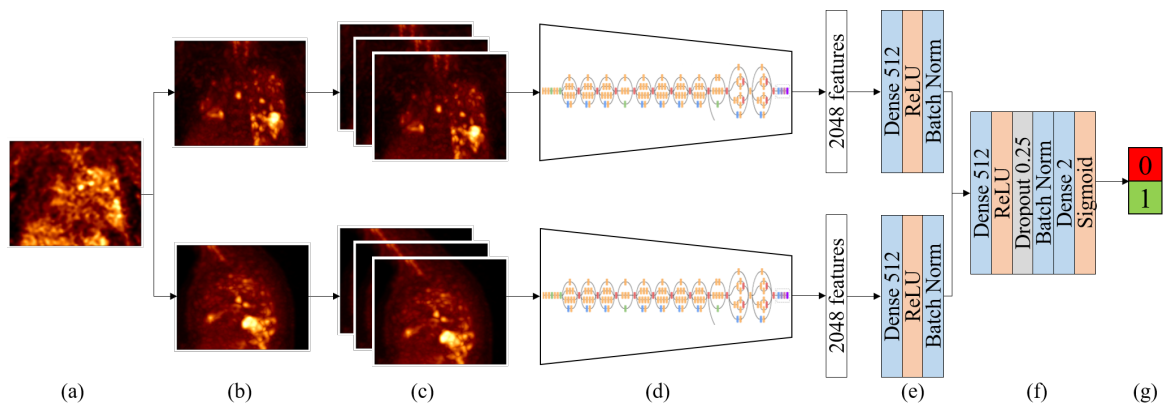 2048 features
Dense 512
ReLU
Batch Norm
2048 features
Dense 512
ReLU
Batch Norm
Dense 512
ReLU
Dropout 0.25
Batch Norm
Dense 2
Sigmoid
0
1
(a)
(b)
(c)
(d)
(e)
(f)
(g)